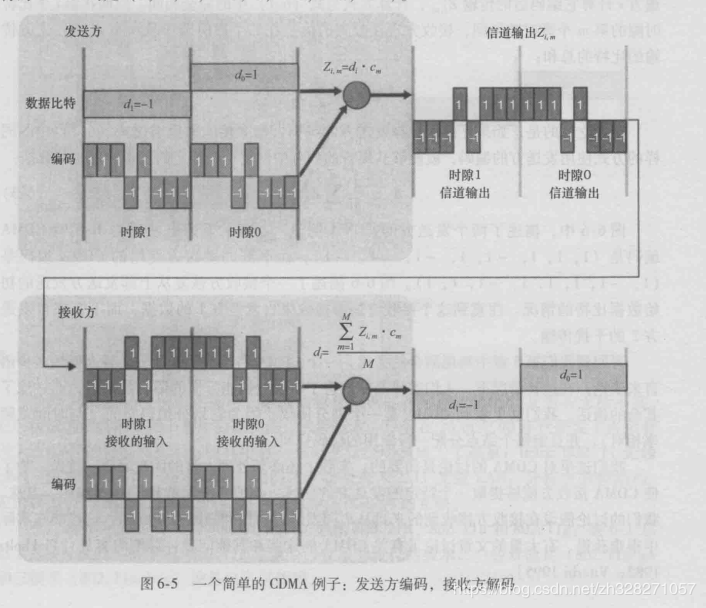 发送方
信道输出Z_{i,m}
数据比特
d_1=-1
d_0=1
Z_{i,m}=d_i·c_m
编码
1 1 1 -1 1 -1 -1 -1
1 1 1 -1 1 -1 -1 -1
时隙1
时隙0
-1 -1 -1 1 -1 1 1 1
1 1 1 -1 1 -1 -1 -1
时隙1
信道输出
时隙0
信道输出
接收方
-1 -1 -1 1 -1 1 1 1
1 1 1 -1 1 -1 -1 -1
时隙1
接收的输入
时隙0
接收的输入
d_i=\frac{\sum_{m=1}^{M} Z_{i,m}·c_m}{M}
d_1=-1
d_0=1
编码
1 1 1 -1 1 -1 -1 -1
1 1 1 -1 1 -1 -1 -1
图 6-5 一个简单的 CDMA 例子：发送方编码，接收方解码
https://blog.csdn.net/zh328271057